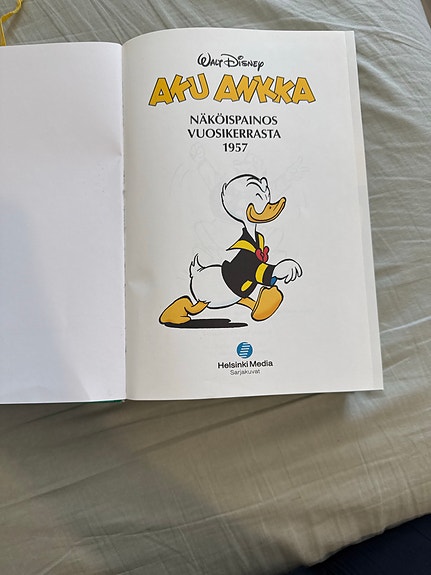 WALT DISNEY
AKU ANKKA
NÄKÖISPAINOS
VUOSIKERRASTA
1957
Helsinki Media
Sarjakuvat